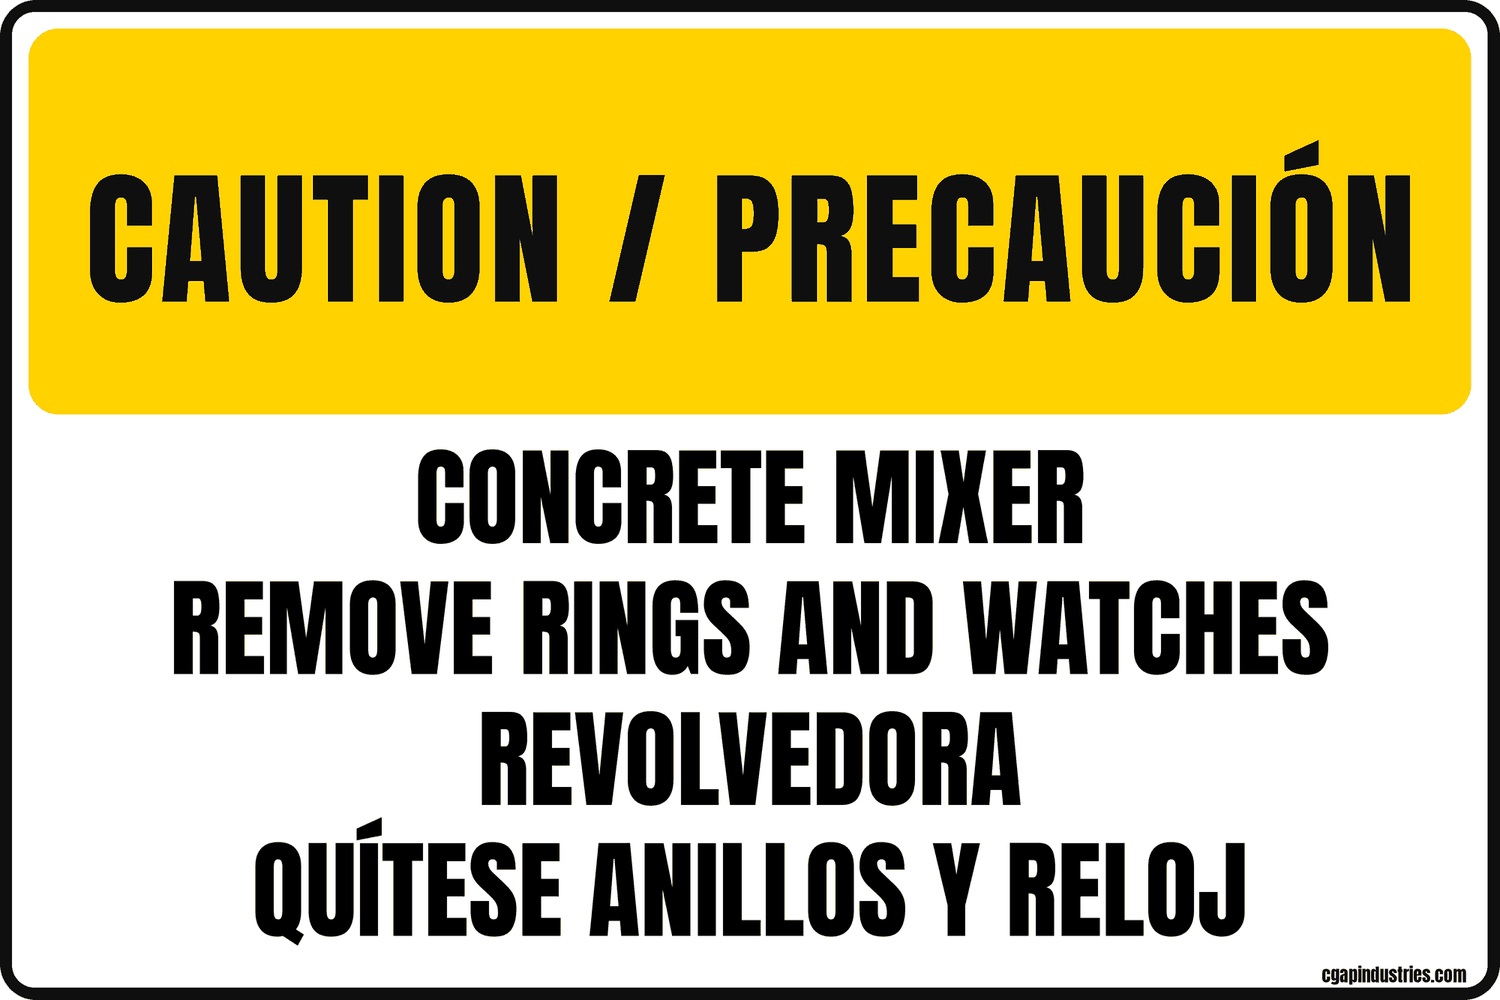 CAUTION / PRECAUCIÓN
CONCRETE MIXER
REMOVE RINGS AND WATCHES
REVOLVEDORA
QUÍTESE ANILLOS Y RELOJ
cgapindustries.com